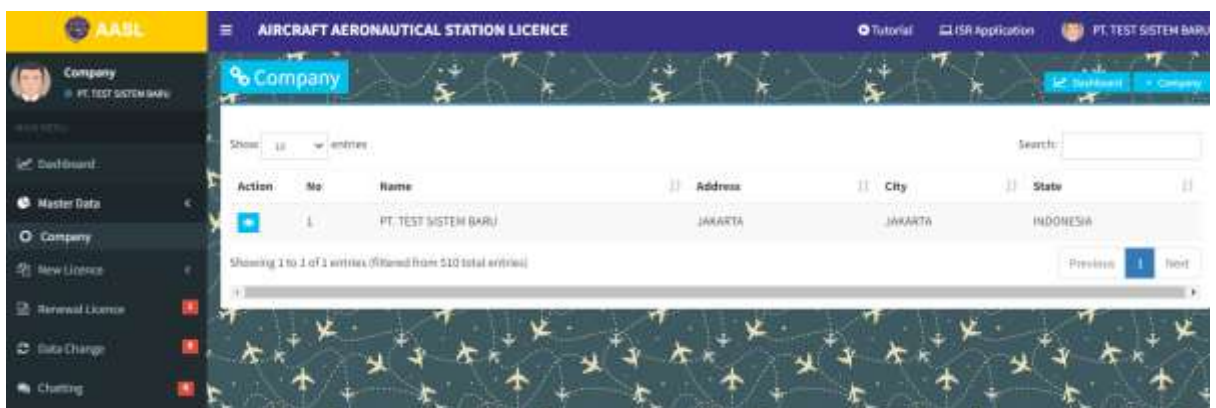 AASL
AIRCRAFT AERONAUTICAL STATION LICENCE
Tutorial
ISR Application
PT. TEST SISTEM BARU
Company
PT. TEST SISTEM BARU
MAIN MENU
Dashboard
Master Data
Company
New Licence
Renewal Licence
Data Change
Chatting
Company
Dashboard
Company
Show 10 entries
Search:
Action No Name Address City State
1 PT. TEST SISTEM BARU JAKARTA JAKARTA INDONESIA
Showing 1 to 1 of 1 entries (filtered from 510 total entries)
Previous 1 Next